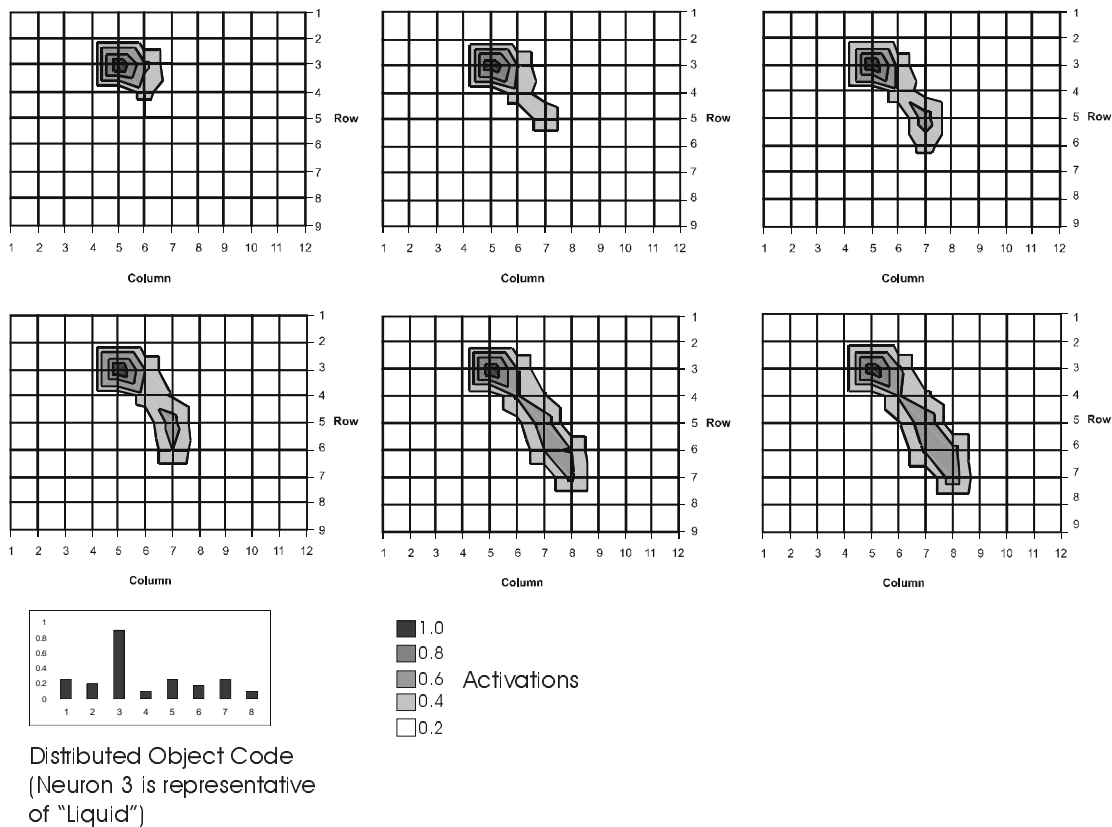 1
2
3
4
5 Row
6
7
8
9
1 2 3 4 5 6 7 8 9 10 11 12
Column
1
2
3
4
5 Row
6
7
8
9
1 2 3 4 5 6 7 8 9 10 11 12
Column
1
2
3
4
5 Row
6
7
8
9
1 2 3 4 5 6 7 8 9 10 11 12
Column
1
2
3
4
5 Row
6
7
8
9
1 2 3 4 5 6 7 8 9 10 11 12
Column
1
2
3
4
5 Row
6
7
8
9
1 2 3 4 5 6 7 8 9 10 11 12
Column
1
2
3
4
5 Row
6
7
8
9
1 2 3 4 5 6 7 8 9 10 11 12
Column
1
0.8
0.6
0.4
0.2
0
1 2 3 4 5 6 7 8
Distributed Object Code
(Neuron 3 is representative
of “Liquid”)
1.0
0.8
0.6 Activations
0.4
0.2